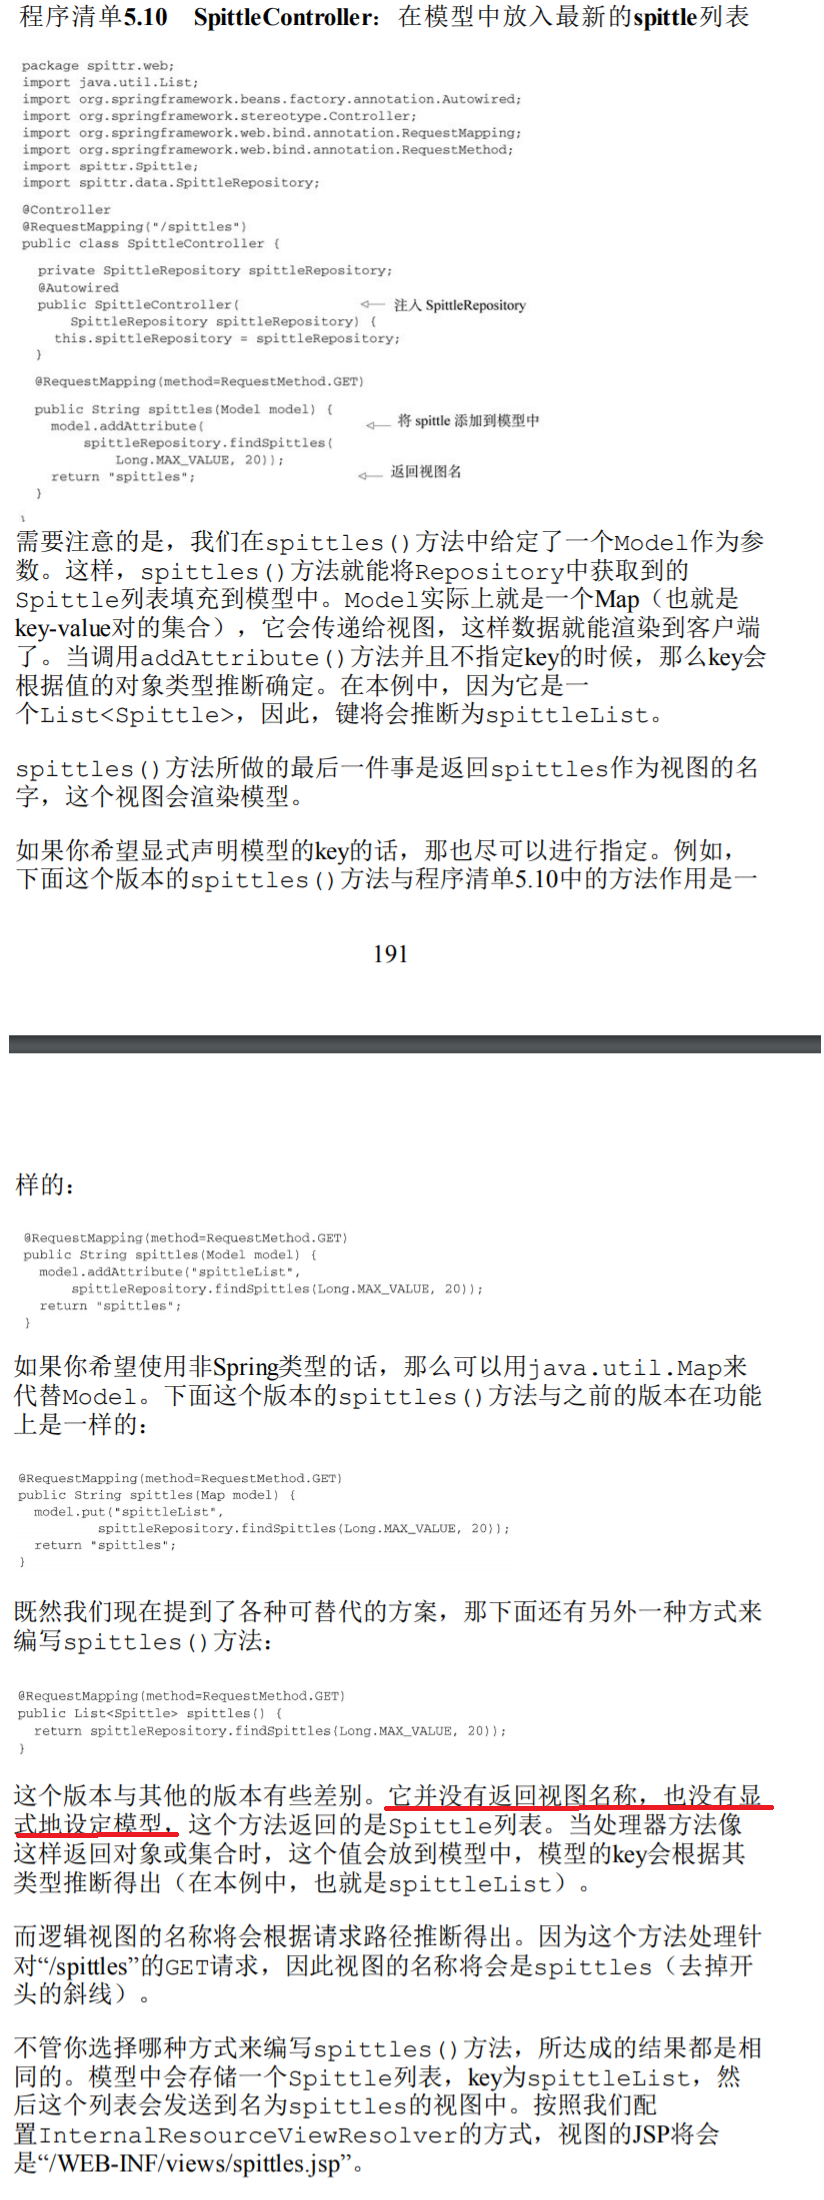 程序清单5.10 SpittleController：在模型中放入最新的spittle列表
package spittr.web;
import java.util.List;
import org.springframework.beans.factory.annotation.Autowired;
import org.springframework.stereotype.Controller;
import org.springframework.web.bind.annotation.RequestMapping;
import org.springframework.web.bind.annotation.RequestMethod;
import spittr.Spittle;
import spittr.data.SpittleRepository;
@Controller
@RequestMapping("/spittles")
public class SpittleController {
private SpittleRepository spittleRepository;
@Autowired
public SpittleController( 注入 SpittleRepository
SpittleRepository spittleRepository) {
this.spittleRepository = spittleRepository;
}
@RequestMapping(method=RequestMethod.GET)
public String spittles(Model model) {
model.addAttribute( 将 spittle 添加到模型中
spittleRepository.findSpittles(
Long.MAX_VALUE, 20));
return "spittles"; 返回视图名
}
}
需要注意的是，我们在spittles()方法中给定了一个Model作为参
数。这样，spittles()方法就能将Repository中获取到的
Spittle列表填充到模型中。Model实际上就是一个Map（也就是
key-value对的集合），它会传递给视图，这样数据就能渲染到客户端
了。当调用addAttribute()方法并且不指定key的时候，那么key会
根据值的对象类型推断确定。在本例中，因为它是一
个List<Spittle>，因此，键将会推断为spittleList。
spittles()方法所做的最后一件事是返回spittles作为视图的名
字，这个视图会渲染模型。
如果你希望显式声明模型的key的话，那也尽可以进行指定。例如，
下面这个版本的spittles()方法与程序清单5.10中的方法作用是一
191
样的：
@RequestMapping(method=RequestMethod.GET)
public String spittles(Model model) {
model.addAttribute("spittleList",
spittleRepository.findSpittles(Long.MAX_VALUE, 20));
return "spittles";
}
如果你希望使用非Spring类型的话，那么可以用java.util.Map来
代替Model。下面这个版本的spittles()方法与之前的版本在功能
上是一样的：
@RequestMapping(method=RequestMethod.GET)
public String spittles(Map model) {
model.put("spittleList",
spittleRepository.findSpittles(Long.MAX_VALUE, 20));
return "spittles";
}
既然我们现在提到了各种可替代的方案，那下面还有另外一种方式来
编写spittles()方法：
@RequestMapping(method=RequestMethod.GET)
public List<Spittle> spittles() {
return spittleRepository.findSpittles(Long.MAX_VALUE, 20));
}
这个版本与其他的版本有些差别。它并没有返回视图名称，也没有显
式地设定模型，这个方法返回的是Spittle列表。当处理器方法像
这样返回对象或集合时，这个值会放到模型中，模型的key会根据其
类型推断得出（在本例中，也就是spittleList）。
而逻辑视图的名称将会根据请求路径推断得出。因为这个方法处理针
对“/spittles”的GET请求，因此视图的名称将会是spittles（去掉开
头的斜线）。
不管你选择哪种方式来编写spittles()方法，所达成的结果都是相
同的。模型中会存储一个Spittle列表，key为spittleList，然
后这个列表会发送到名为spittles的视图中。按照我们配
置InternalResourceViewResolver的方式，视图的JSP将会
是“/WEB-INF/views/spittles.jsp”。